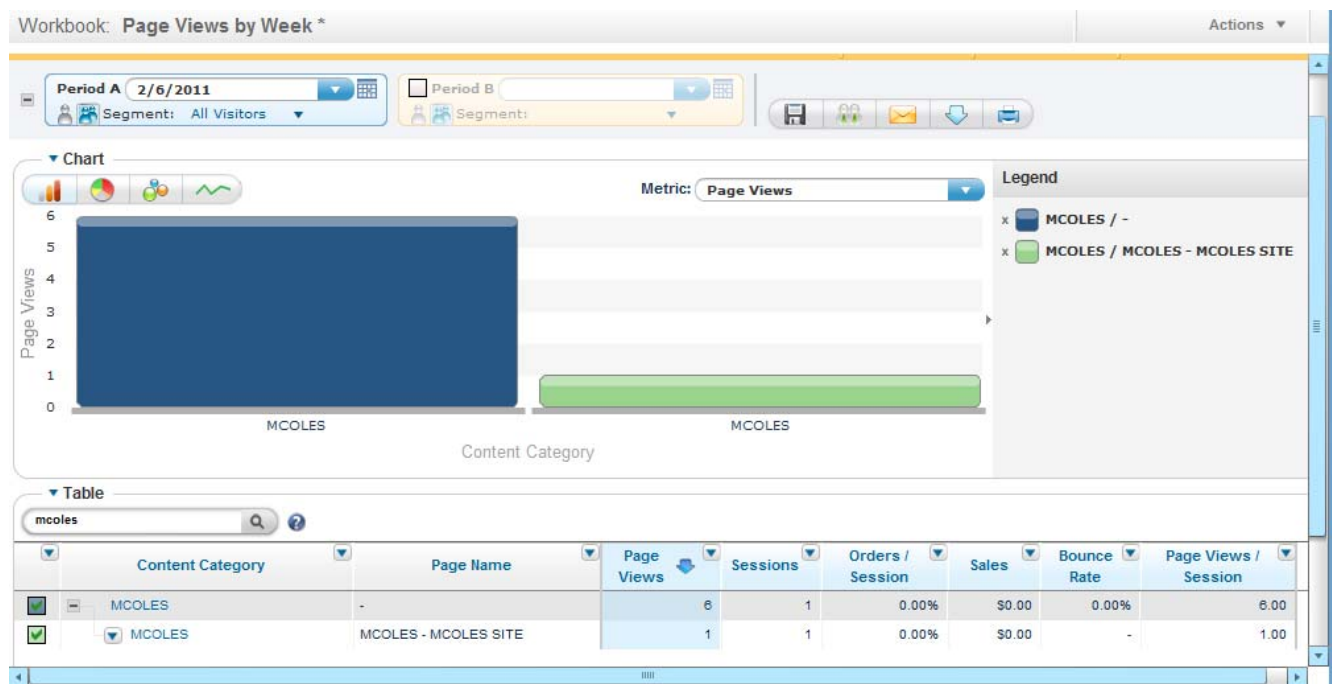 Workbook: Page Views by Week *
Actions
Period A 2/6/2011
Segment: All Visitors
Period B
Segment:
Chart
Metric: Page Views
Legend
x MCOLES / -
x MCOLES / MCOLES - MCOLES SITE
6
5
4
3
2
1
0
Page Views
MCOLES MCOLES
Content Category
Table
mcoles
?
Content Category Page Name Page Views Sessions Orders / Session Sales Bounce Rate Page Views / Session
MCOLES - 6 1 0.00% $0.00 0.00% 6.00
MCOLES MCOLES - MCOLES SITE 1 1 0.00% $0.00 - 1.00